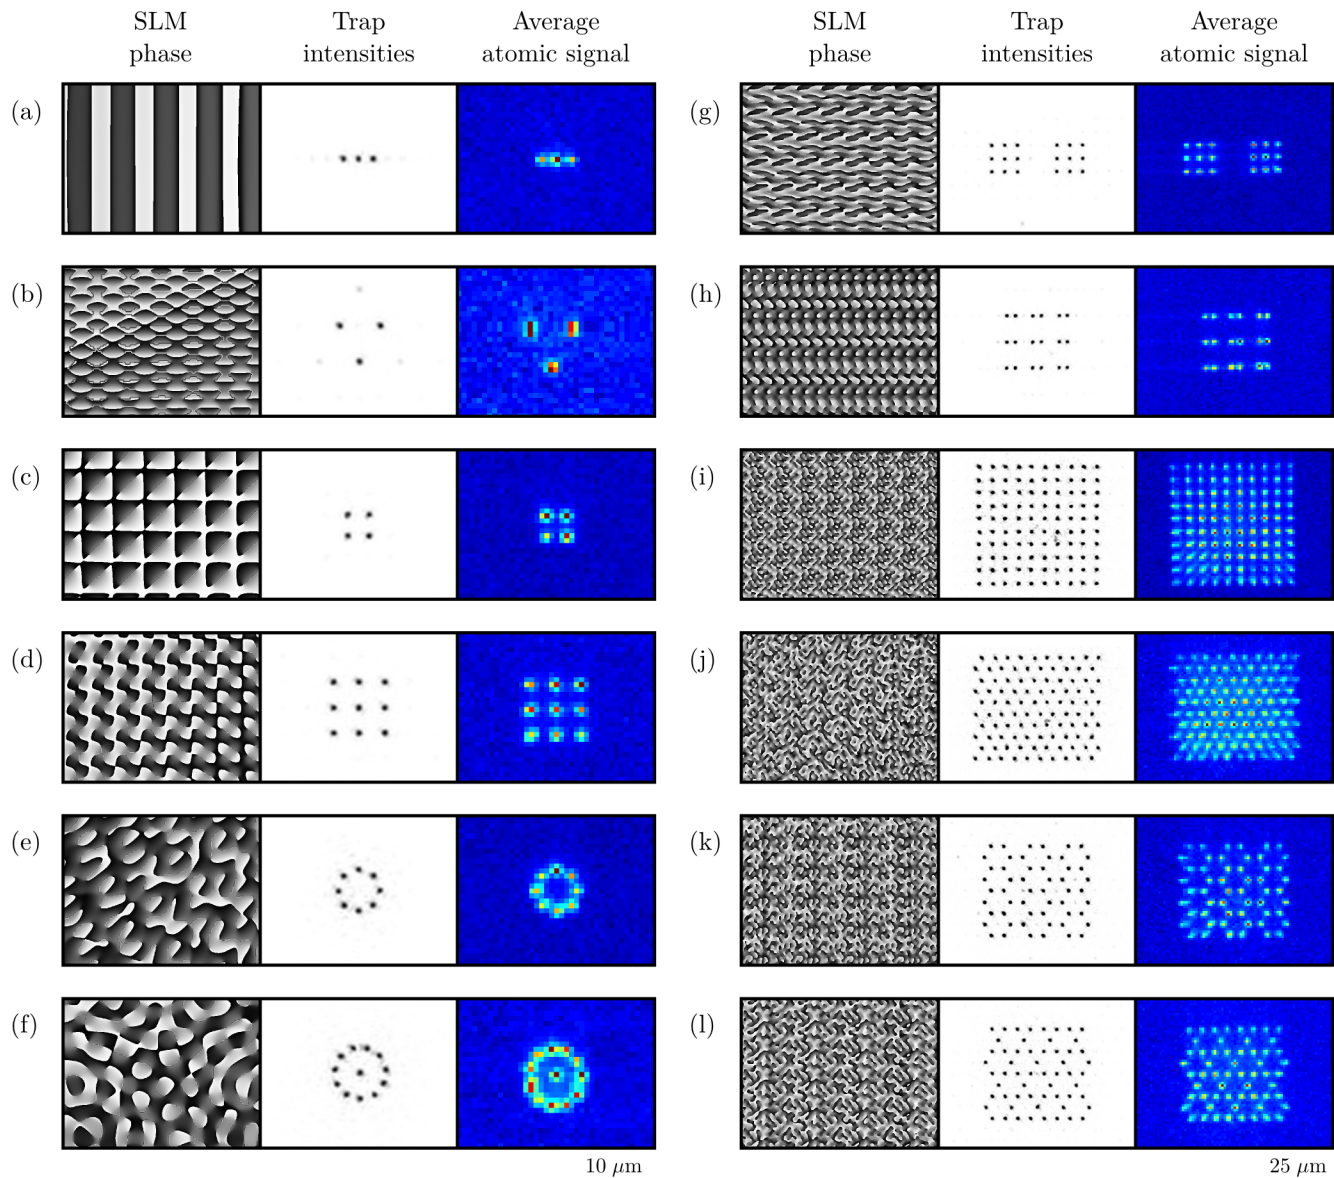 SLM phase
Trap intensities
Average atomic signal
SLM phase
Trap intensities
Average atomic signal
(a)
(g)
(b)
(h)
(c)
(i)
(d)
(j)
(e)
(k)
(f)
(l)
10 μm
25 μm